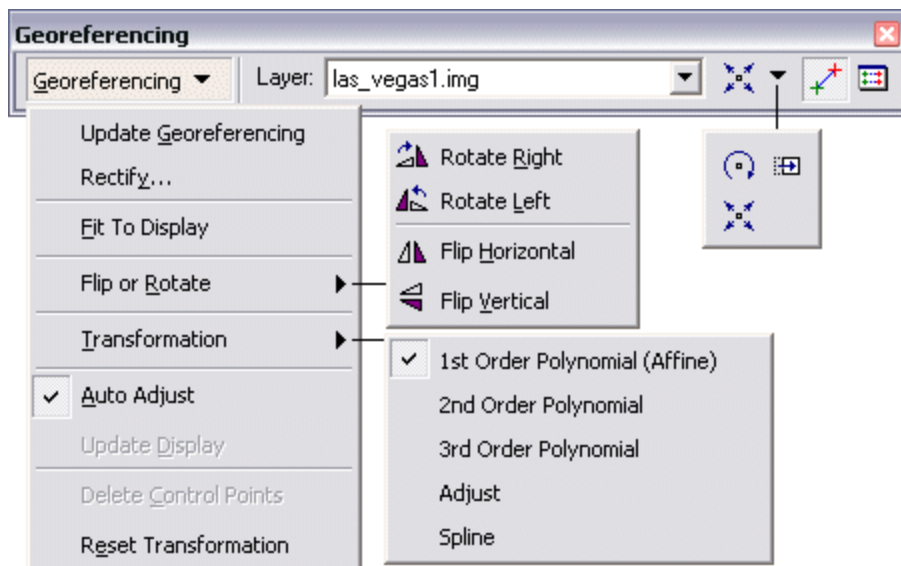 Georeferencing
Georeferencing Layer: las_vegas1.img
Update Georeferencing
Rectify...
Fit To Display
Flip or Rotate
Transformation
Auto Adjust
Update Display
Delete Control Points
Reset Transformation
Rotate Right
Rotate Left
Flip Horizontal
Flip Vertical
1st Order Polynomial (Affine)
2nd Order Polynomial
3rd Order Polynomial
Adjust
Spline